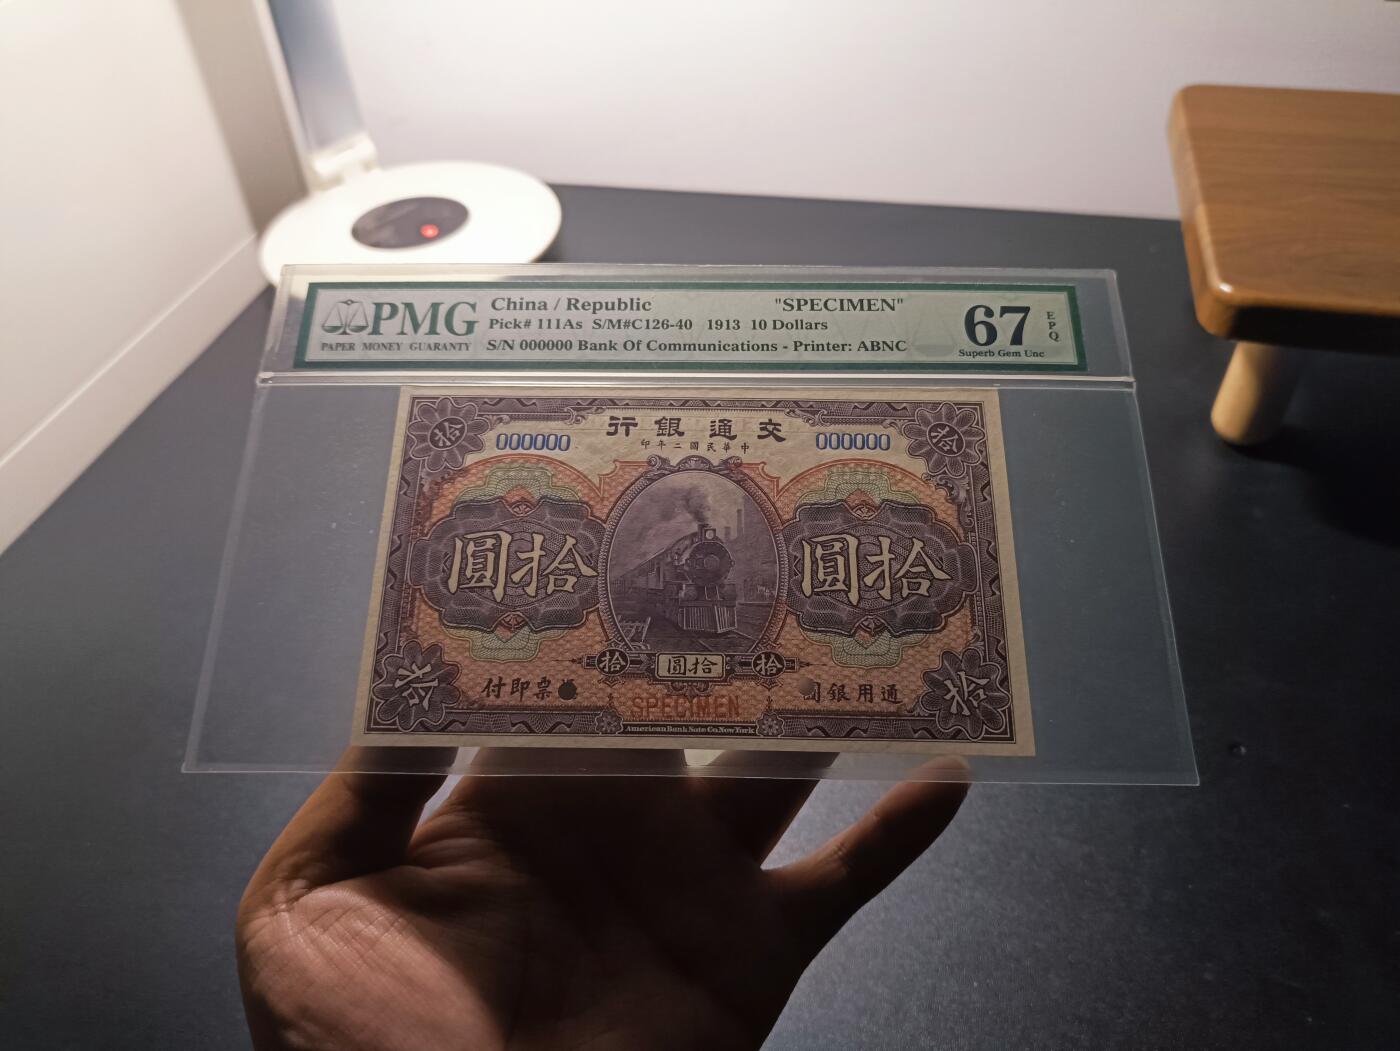 PMG
PAPER MONEY GUARANTY
China / Republic "SPECIMEN"
Pick# 111As S/M#C126-40 1913 10 Dollars
S/N 000000 Bank Of Communications - Printer: ABNC
67
EPQ
Superb Gem Unc
行銀通交
印年二國民華中
000000 000000
拾 拾
圓拾 圓拾
拾 圓拾 拾
付即票 圓銀用通
SPECIMEN
拾 拾
American Bank Note Co. New York